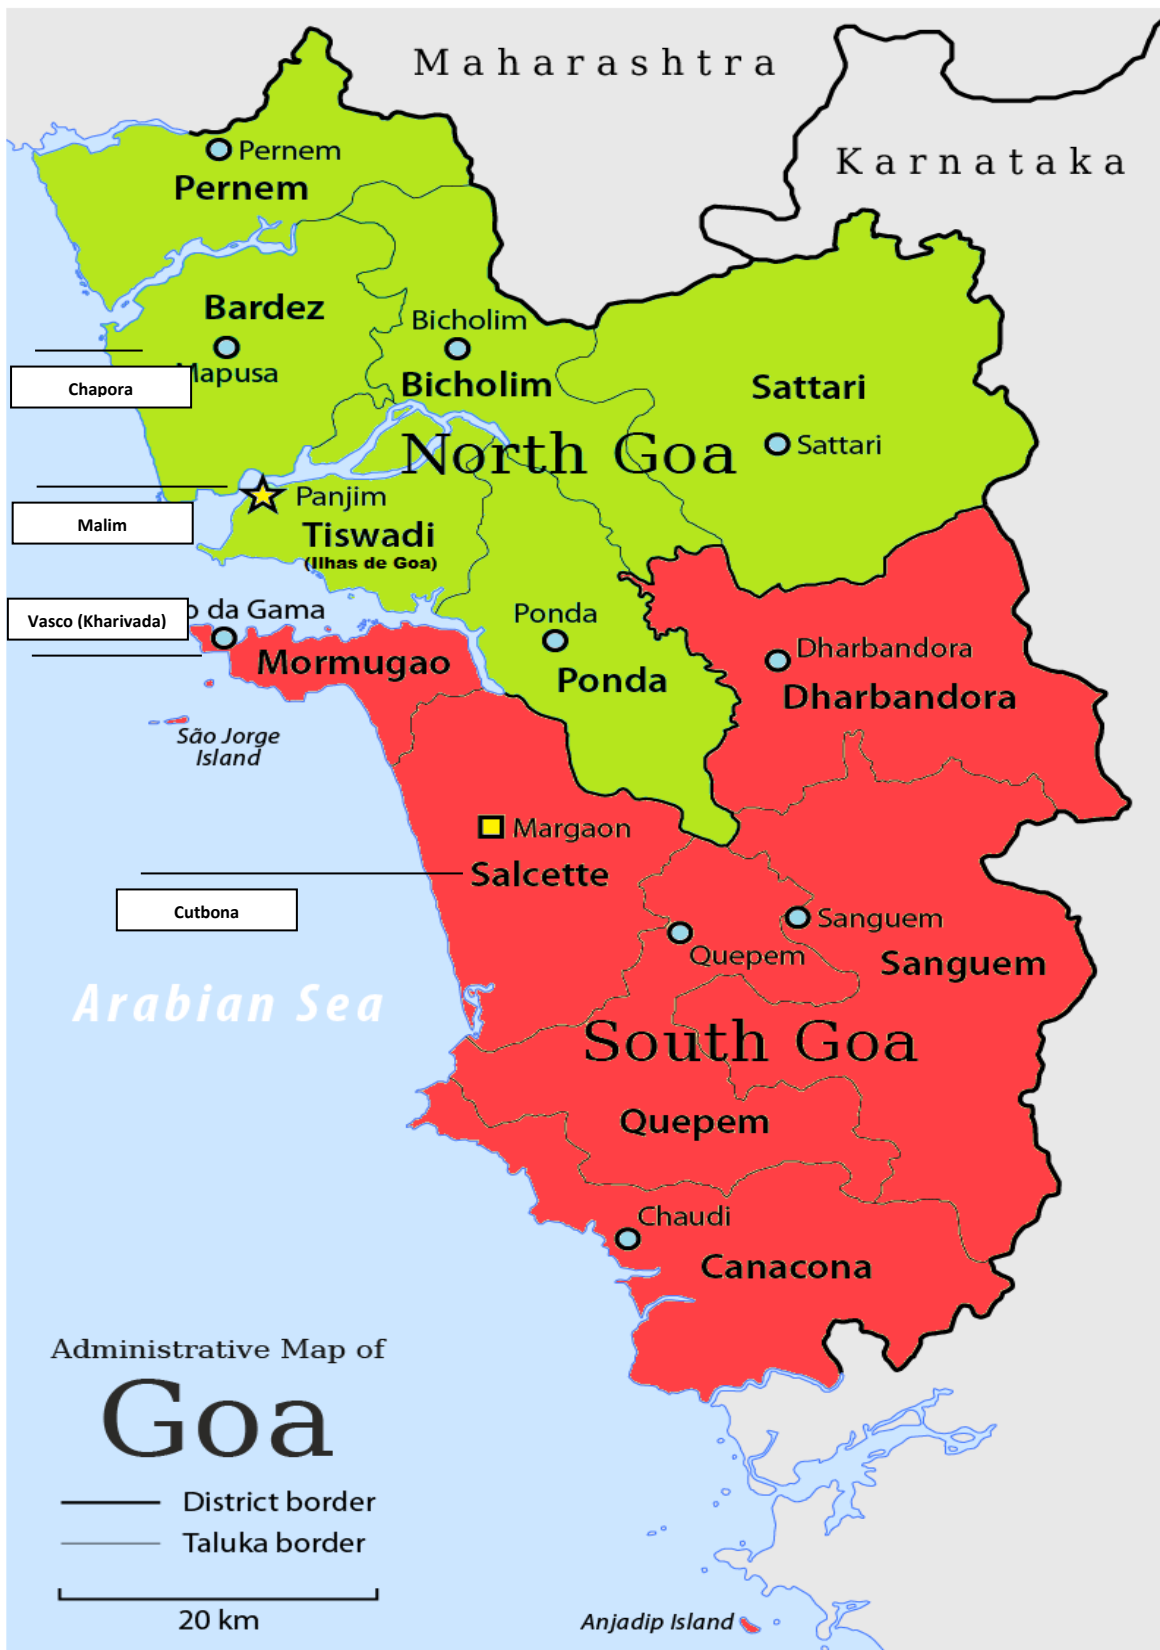 Maharashtra
Karnataka
Pernem
Pernem
Bardez
Bicholim
Mapusa
Chapora
Bicholim
Sattari
North Goa
Sattari
Panjim
Malim
Tiswadi
(Ilhas de Goa)
Vasco (Kharivada)
o da Gama
Ponda
Mormugao
Ponda
Dharbandora
Dharbandora
São Jorge
Island
Margaon
Salcette
Cutbona
Sanguem
Quepem
Sanguem
Arabian Sea
South Goa
Quepem
Chaudi
Canacona
Administrative Map of
Goa
District border
Taluka border
20 km
Anjadip Island